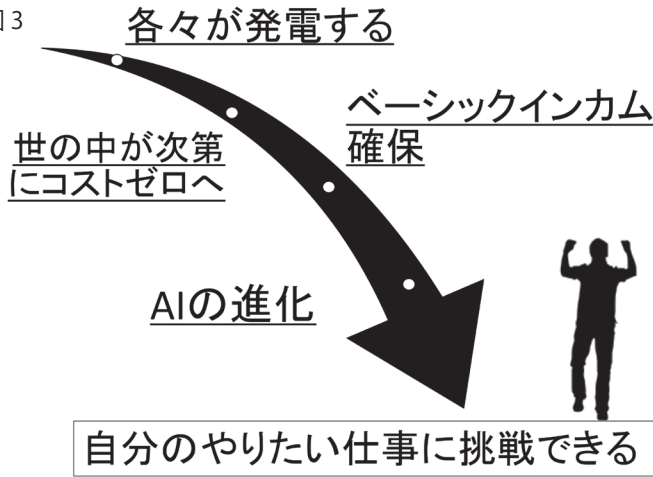 図3
各々が発電する
世の中が次第
にコストゼロへ
ベーシックインカム
確保
AIの進化
自分のやりたい仕事に挑戦できる